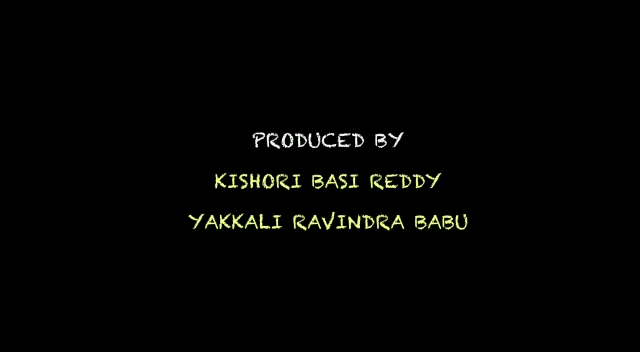 PRODUCED BY
KISHORI BASI REDDY
YAKKALI RAVINDRA BABU